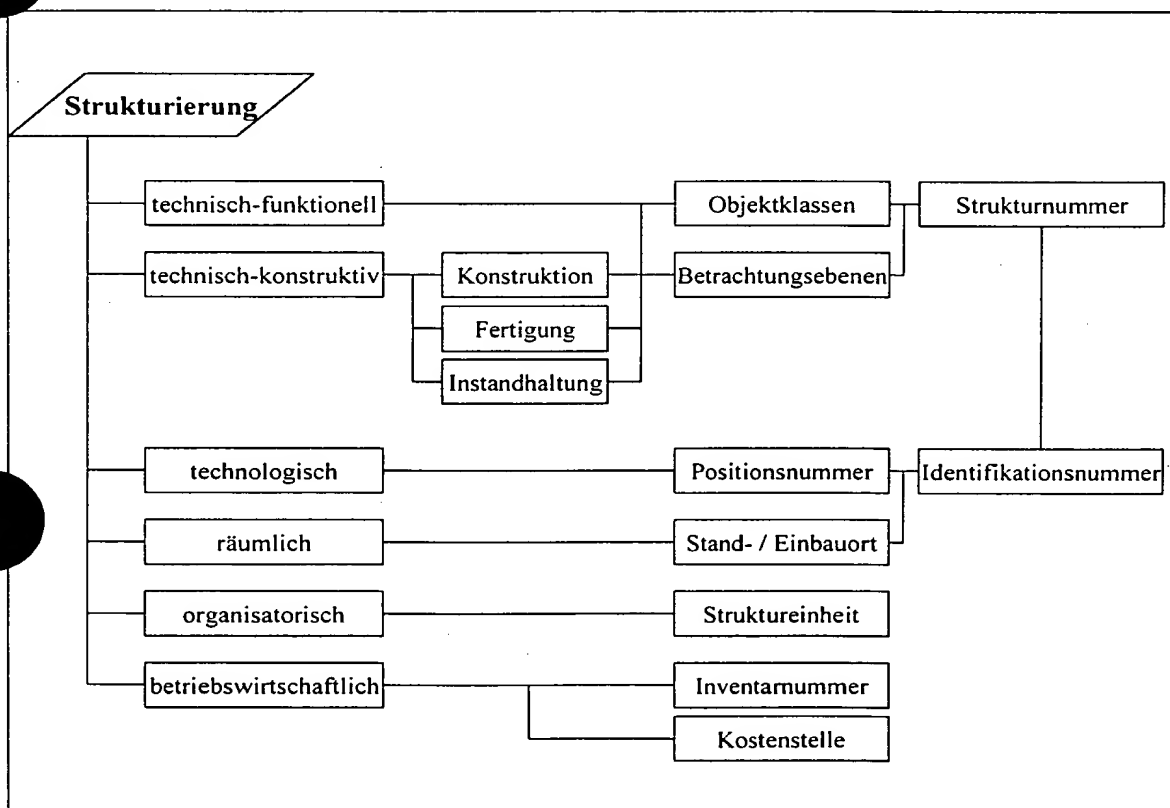 Strukturierung
technisch-funktionell
Objektklassen
Strukturnummer
technisch-konstruktiv
Konstruktion
Betrachtungsebenen
Fertigung
Instandhaltung
technologisch
Positionsnummer
Identifikationsnummer
räumlich
Stand- / Einbauort
organisatorisch
Struktureinheit
betriebswirtschaftlich
Inventarnummer
Kostenstelle